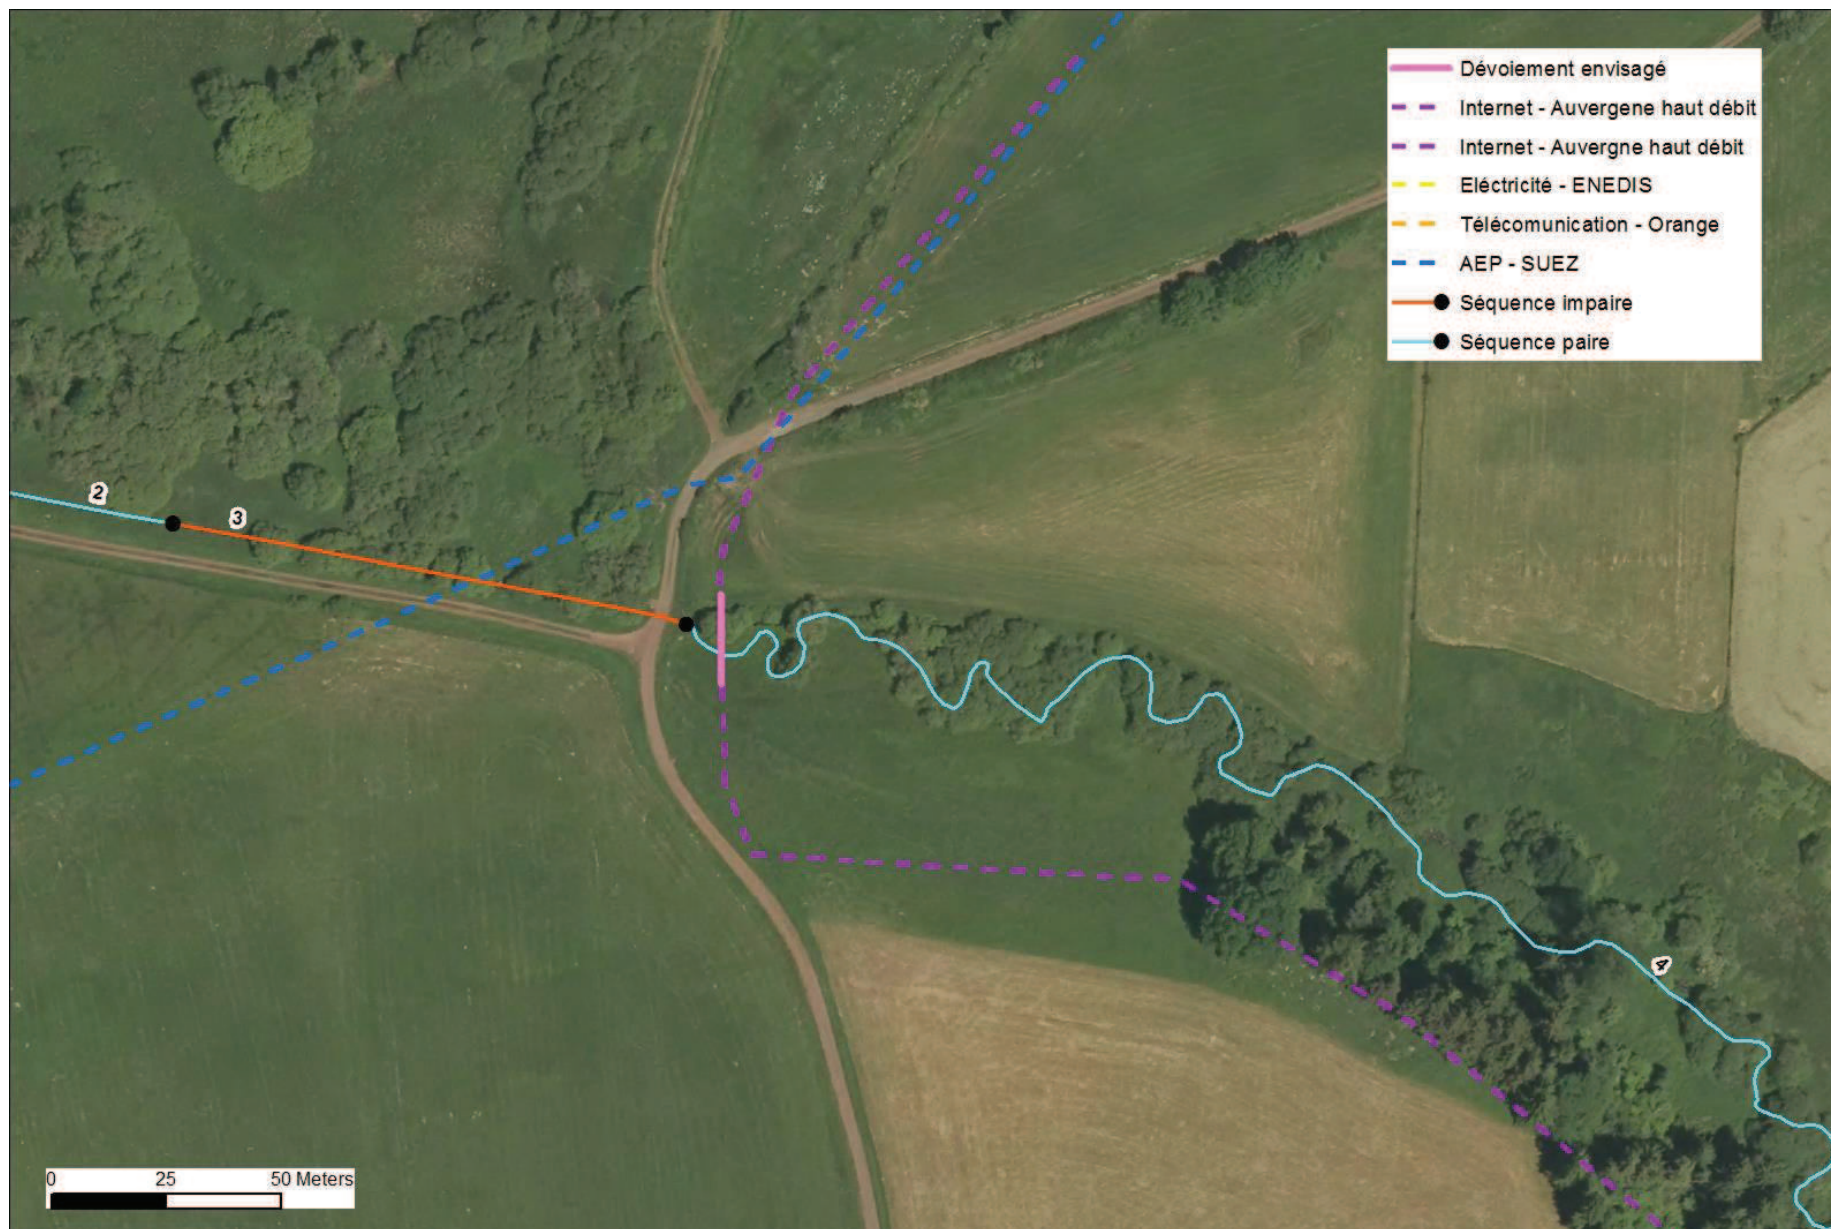 Dévoiement envisagé
Internet - Auvergene haut débit
Internet - Auvergne haut débit
Eléctricité - ENEDIS
Télécomunication - Orange
AEP - SUEZ
Séquence impaire
Séquence paire
2
3
4
0 25 50 Meters